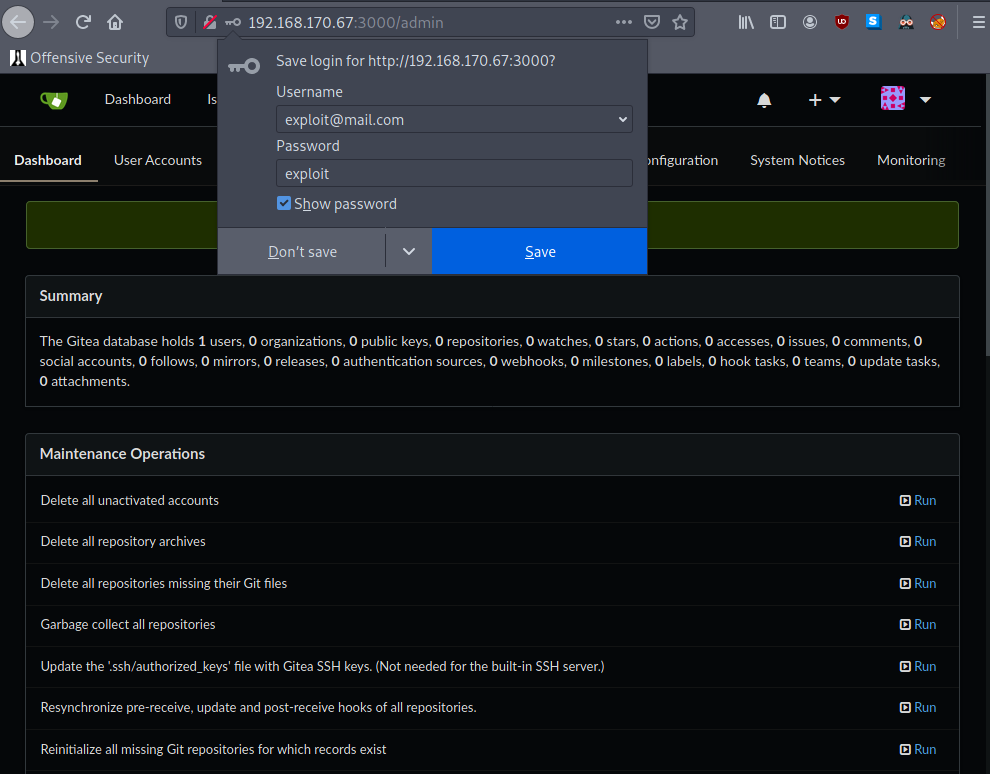 192.168.170.67:3000/admin
Offensive Security
Save login for http://192.168.170.67:3000?
Username
exploit@mail.com
Password
exploit
Show password
Don't save
Save
Dashboard Is
Dashboard User Accounts onfiguration System Notices Monitoring
Summary
The Gitea database holds 1 users, 0 organizations, 0 public keys, 0 repositories, 0 watches, 0 stars, 0 actions, 0 accesses, 0 issues, 0 comments, 0
social accounts, 0 follows, 0 mirrors, 0 releases, 0 authentication sources, 0 webhooks, 0 milestones, 0 labels, 0 hook tasks, 0 teams, 0 update tasks,
0 attachments.
Maintenance Operations
Delete all unactivated accounts Run
Delete all repository archives Run
Delete all repositories missing their Git files Run
Garbage collect all repositories Run
Update the '.ssh/authorized_keys' file with Gitea SSH keys. (Not needed for the built-in SSH server.) Run
Resynchronize pre-receive, update and post-receive hooks of all repositories. Run
Reinitialize all missing Git repositories for which records exist Run